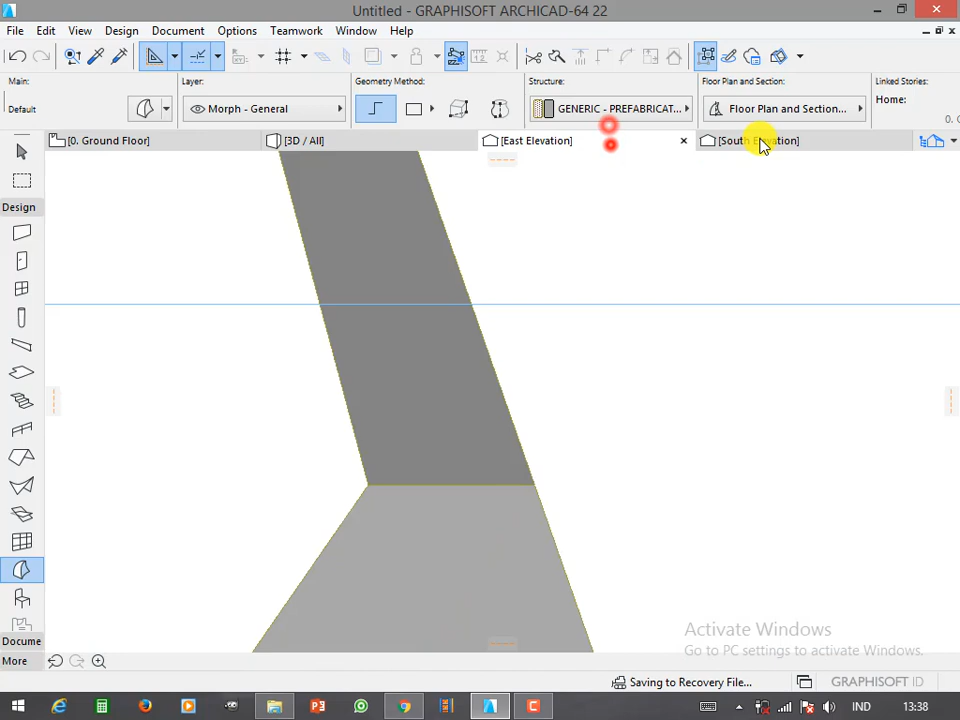 Untitled - GRAPHISOFT ARCHICAD-64 22
File Edit View Design Document Options Teamwork Window Help
Main: Layer: Geometry Method: Structure: Floor Plan and Section: Linked Stories:
Default Morph - General GENERIC - PREFABRICAT... Floor Plan and Section... Home:
0. G
[0. Ground Floor] [3D / All] [East Elevation] [South Elevation]
Design
Docume
More
Activate Windows
Go to PC settings to activate Windows.
Saving to Recovery File... GRAPHISOFT ID
IND 13:38